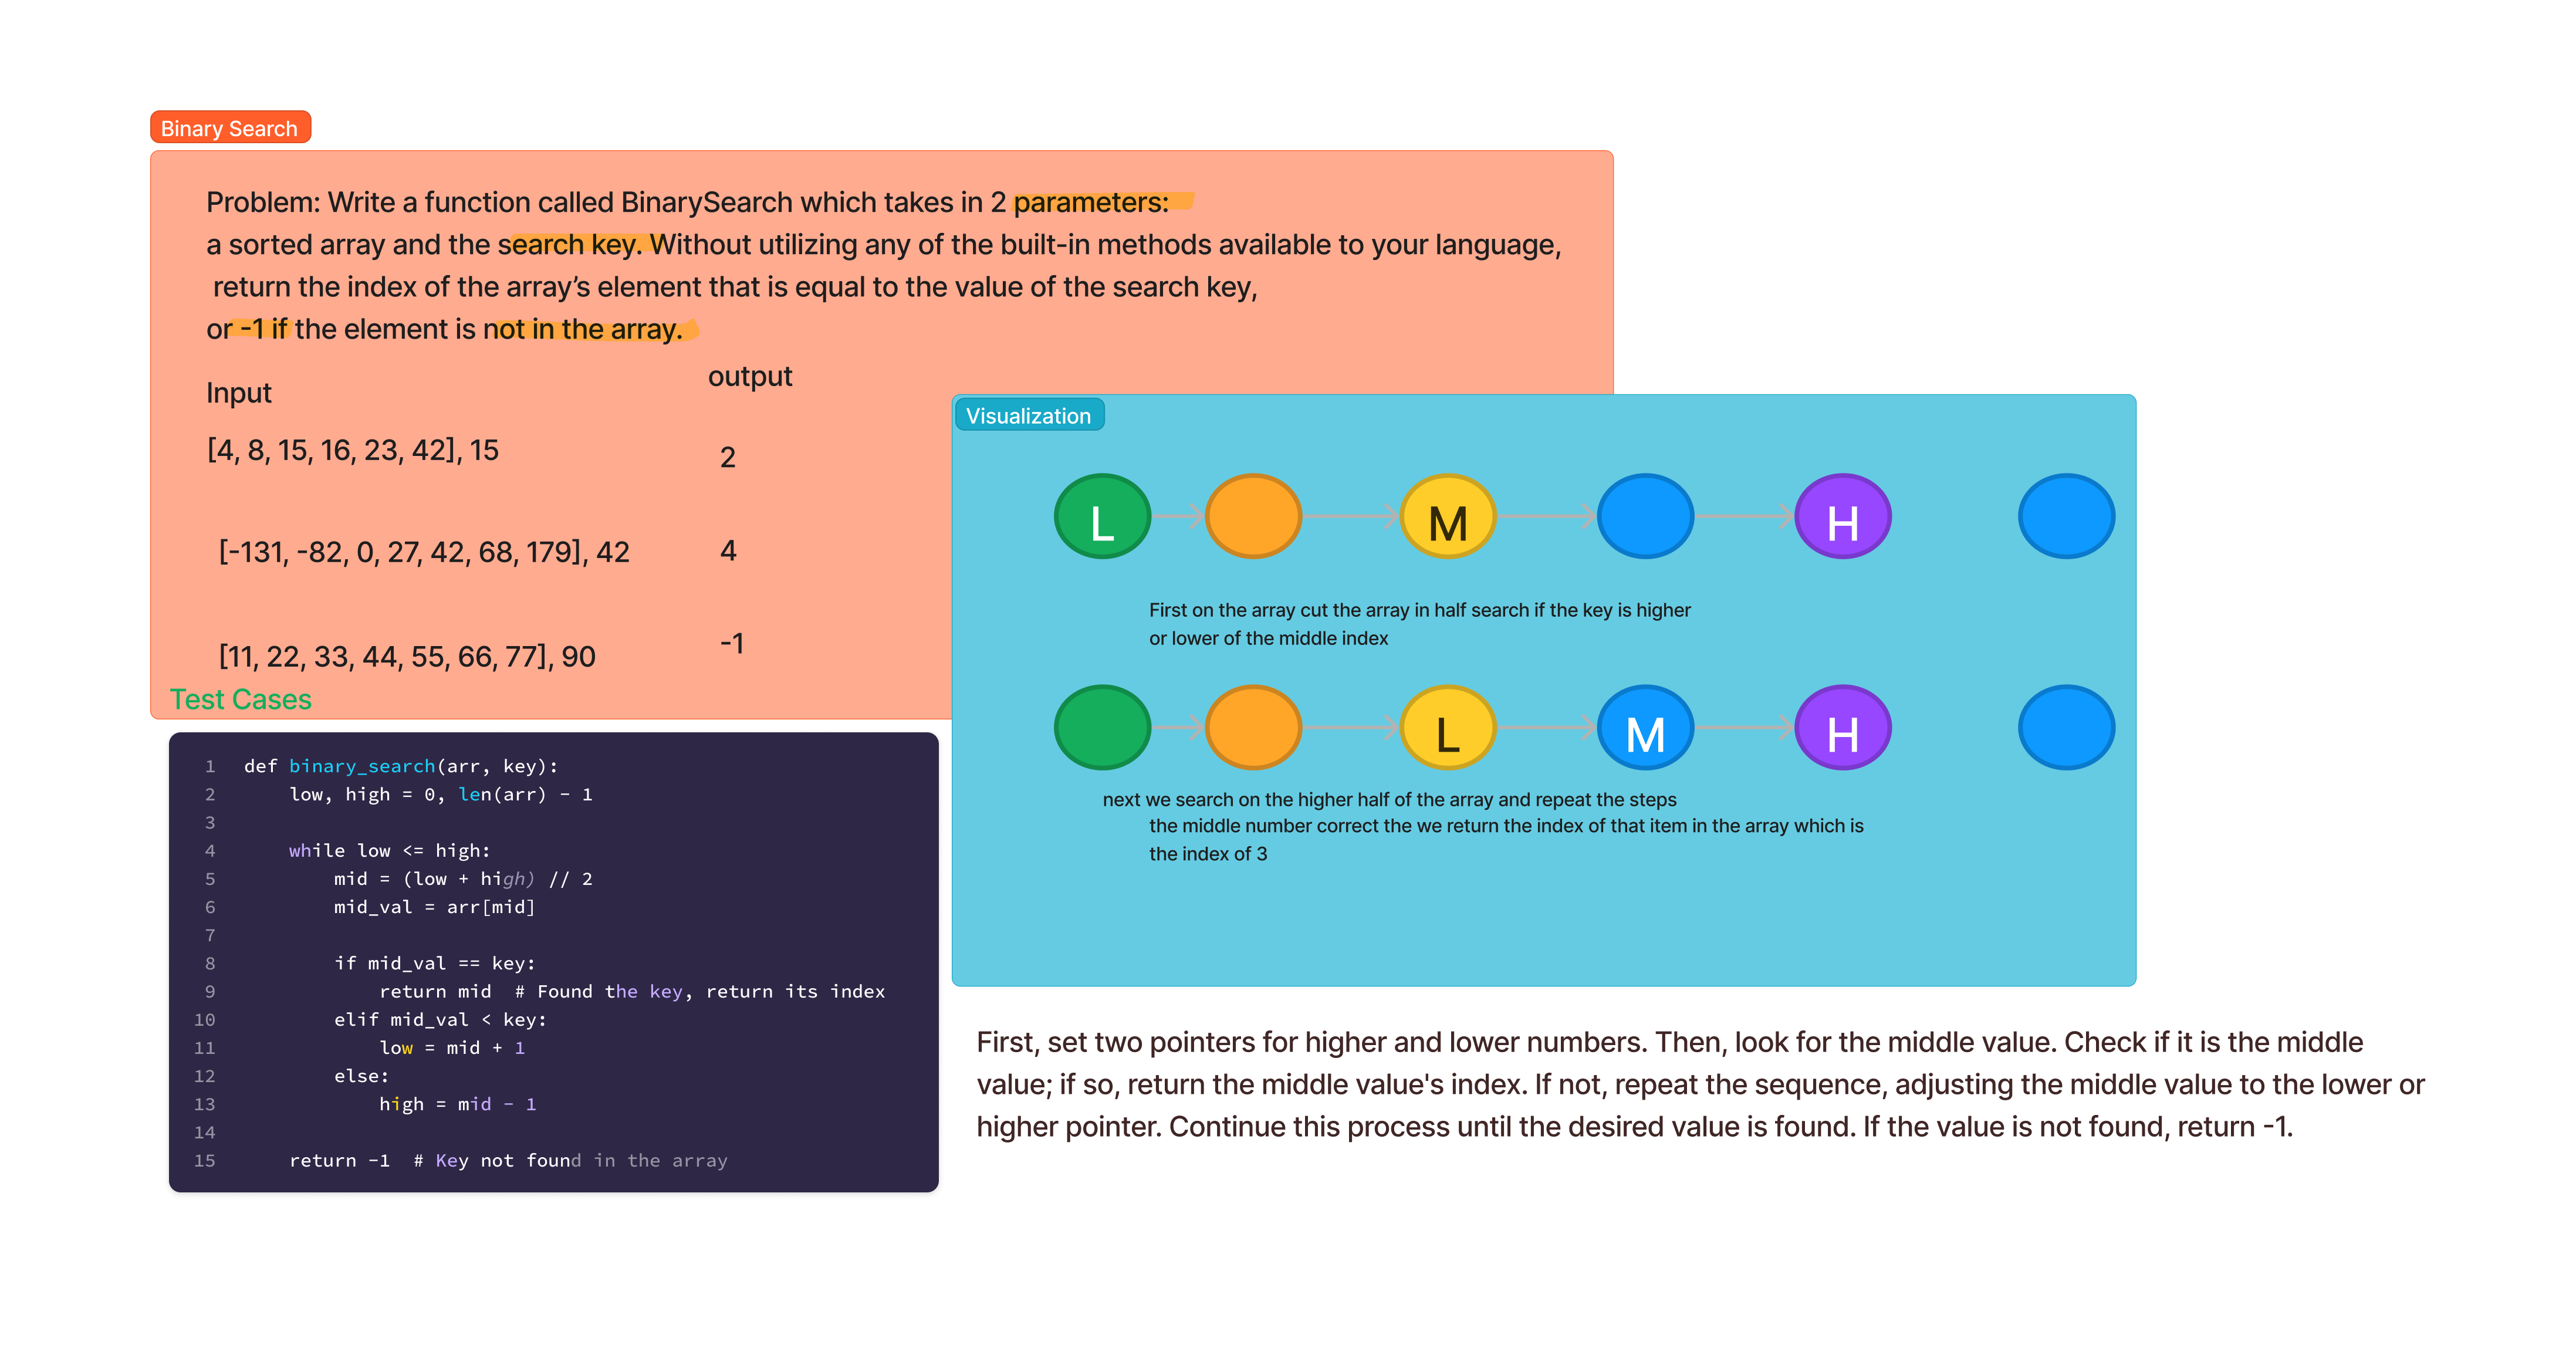 Binary Search
Problem: Write a function called BinarySearch which takes in 2 parameters:
a sorted array and the search key. Without utilizing any of the built-in methods available to your language,
return the index of the array’s element that is equal to the value of the search key,
or -1 if the element is not in the array.
Input
output
[4, 8, 15, 16, 23, 42], 15
2
[-131, -82, 0, 27, 42, 68, 179], 42
4
[11, 22, 33, 44, 55, 66, 77], 90
-1
Test Cases
1 def binary_search(arr, key):
2     low, high = 0, len(arr) - 1
3
4     while low <= high:
5         mid = (low + high) // 2
6         mid_val = arr[mid]
7
8         if mid_val == key:
9             return mid  # Found the key, return its index
10         elif mid_val < key:
11             low = mid + 1
12         else:
13             high = mid - 1
14
15     return -1  # Key not found in the array
Visualization
L M H
First on the array cut the array in half search if the key is higher
or lower of the middle index
L M H
next we search on the higher half of the array and repeat the steps
the middle number correct the we return the index of that item in the array which is
the index of 3
First, set two pointers for higher and lower numbers. Then, look for the middle value. Check if it is the middle
value; if so, return the middle value's index. If not, repeat the sequence, adjusting the middle value to the lower or
higher pointer. Continue this process until the desired value is found. If the value is not found, return -1.